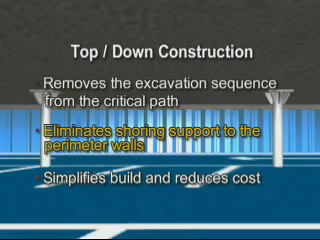 Top / Down Construction
· Removes the excavation sequence
from the critical path
· Eliminates shoring support to the
perimeter walls
· Simplifies build and reduces cost